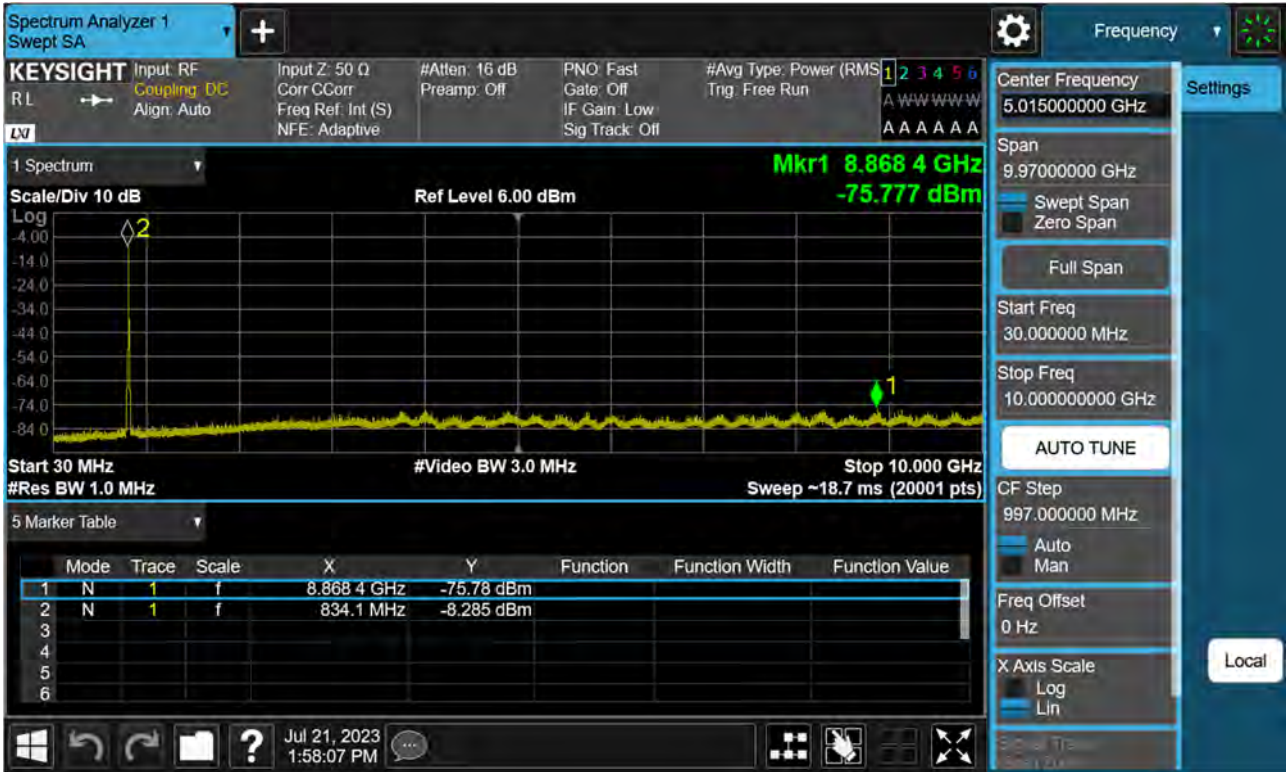 Spectrum Analyzer 1
Swept SA
Frequency
KEYSIGHT
RL
LXI
Input: RF
Coupling: DC
Align: Auto
Input Z: 50 Ω
Corr CCorr
Freq Ref: Int (S)
NFE: Adaptive
#Atten: 16 dB
Preamp: Off
PNO: Fast
Gate: Off
IF Gain: Low
Sig Track: Off
#Avg Type: Power (RMS
Trig: Free Run
1 2 3 4 5 6
A W W W W W
A A A A A A
Center Frequency
5.015000000 GHz
Settings
Span
9.97000000 GHz
Swept Span
Zero Span
Full Span
Start Freq
30.000000 MHz
Stop Freq
10.000000000 GHz
AUTO TUNE
CF Step
997.000000 MHz
Auto
Man
Freq Offset
0 Hz
X Axis Scale
Log
Lin
Local
1 Spectrum
Mkr1 8.868 4 GHz
-75.777 dBm
Scale/Div 10 dB
Ref Level 6.00 dBm
Log
-4.00
-14.0
-24.0
-34.0
-44.0
-54.0
-64.0
-74.0
-84.0
2
1
Start 30 MHz
#Video BW 3.0 MHz
Stop 10.000 GHz
#Res BW 1.0 MHz
Sweep ~18.7 ms (20001 pts)
5 Marker Table
Mode Trace Scale X Y Function Function Width Function Value
1 N 1 f 8.868 4 GHz -75.78 dBm
2 N 1 f 834.1 MHz -8.285 dBm
3
4
5
6
?
Jul 21, 2023
1:58:07 PM